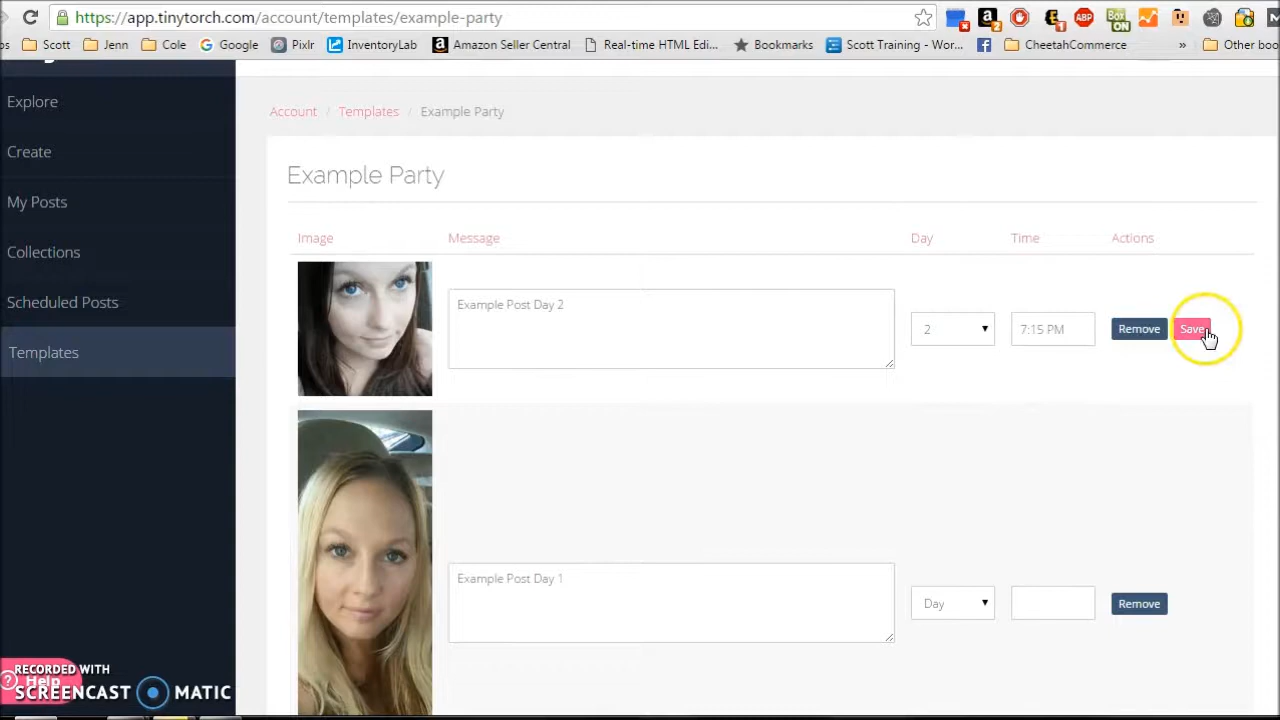 https://app.tinytorch.com/account/templates/example-party
Scott Jenn Cole Google Pixlr InventoryLab Amazon Seller Central Real-time HTML Edi... Bookmarks Scott Training - Wor... CheetahCommerce » Other boo
Explore
Create
My Posts
Collections
Scheduled Posts
Templates
Account / Templates / Example Party
Example Party
Image Message Day Time Actions
Example Post Day 2
2 7:15 PM Remove Save
Example Post Day 1
Day Remove
Help
RECORDED WITH
SCREENCAST MATIC